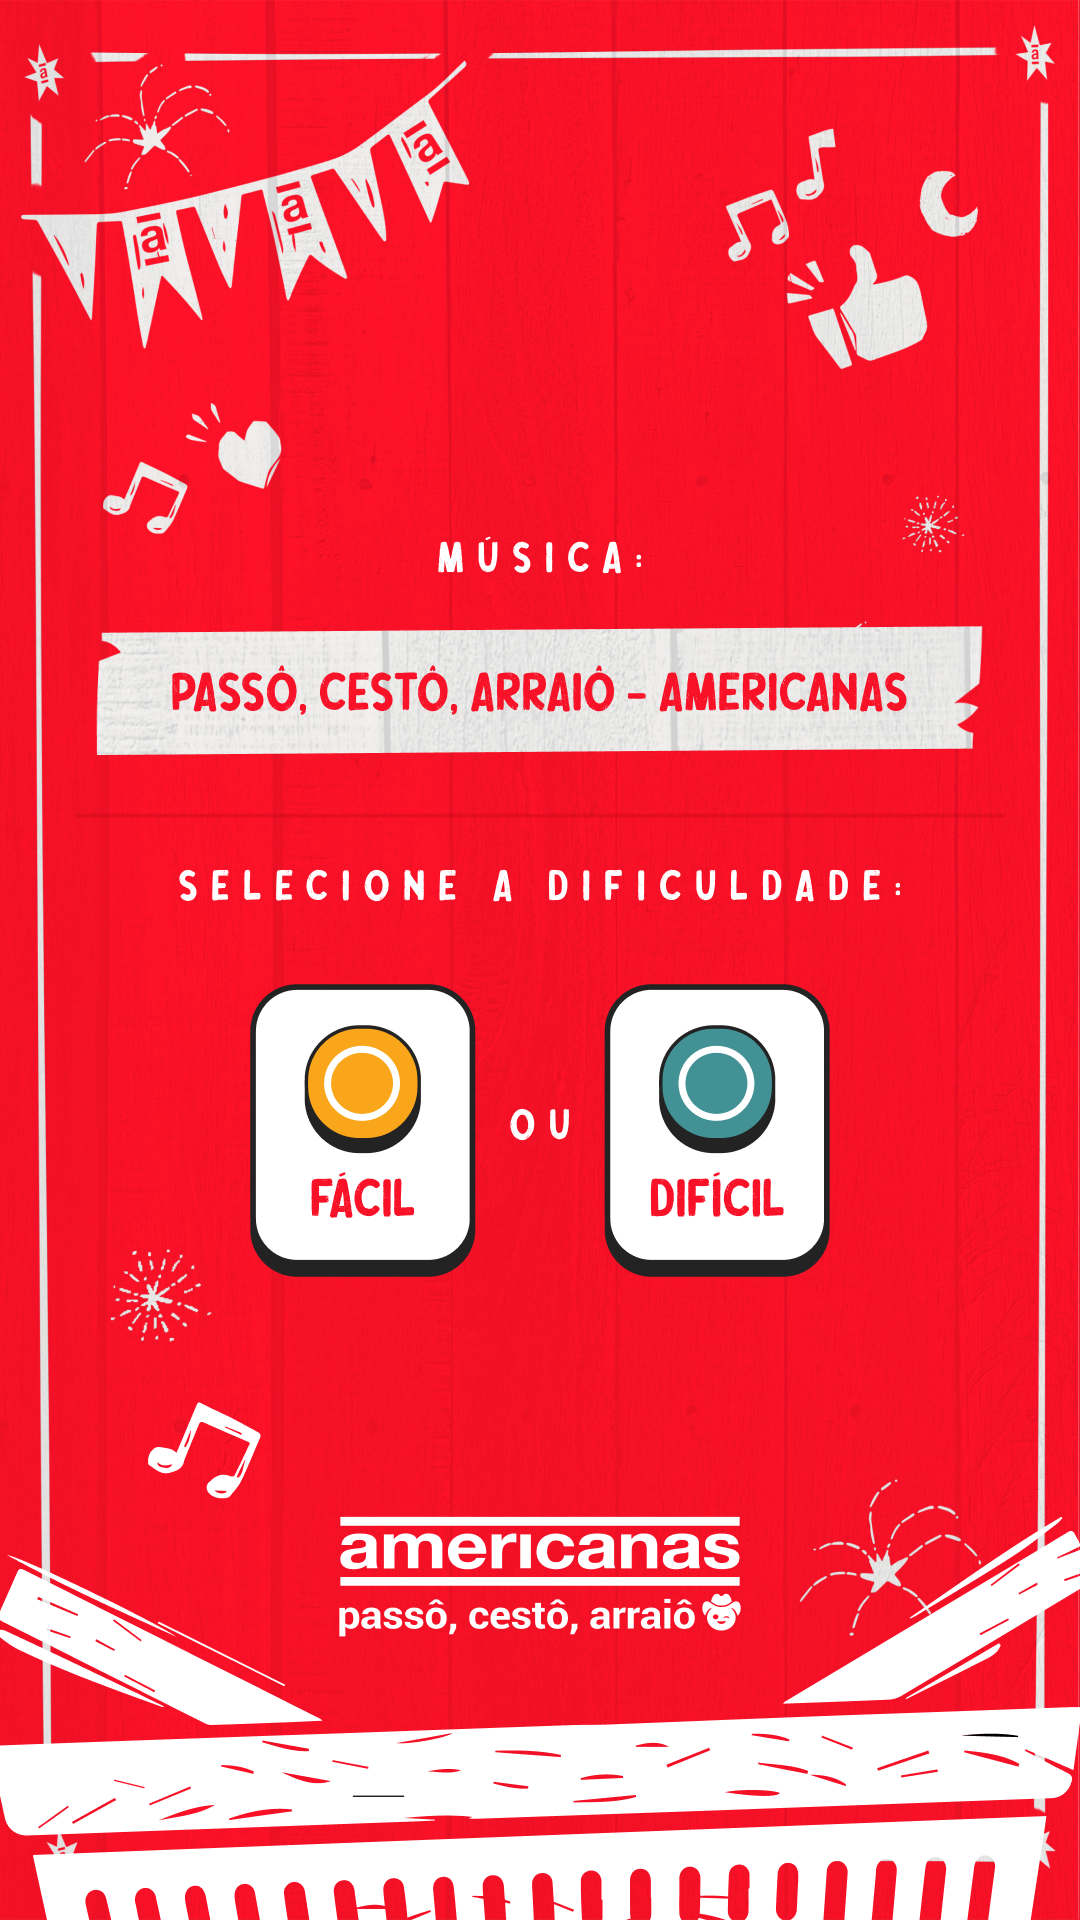 ā
ā
ā
ā
ā
MÚSICA:
PASSÔ, CESTÔ, ARRAIÔ – AMERICANAS
SELECIONE A DIFICULDADE:
OU
FÁCIL
DIFÍCIL
americanas
passô, cestô, arraiô